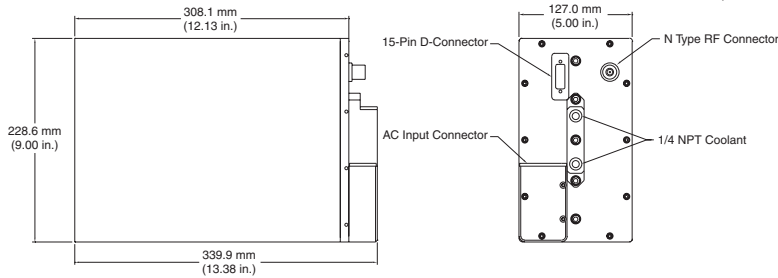 308.1 mm
(12.13 in.)
127.0 mm
(5.00 in.)
15-Pin D-Connector
N Type RF Connector
228.6 mm
(9.00 in.)
AC Input Connector
1/4 NPT Coolant
339.9 mm
(13.38 in.)